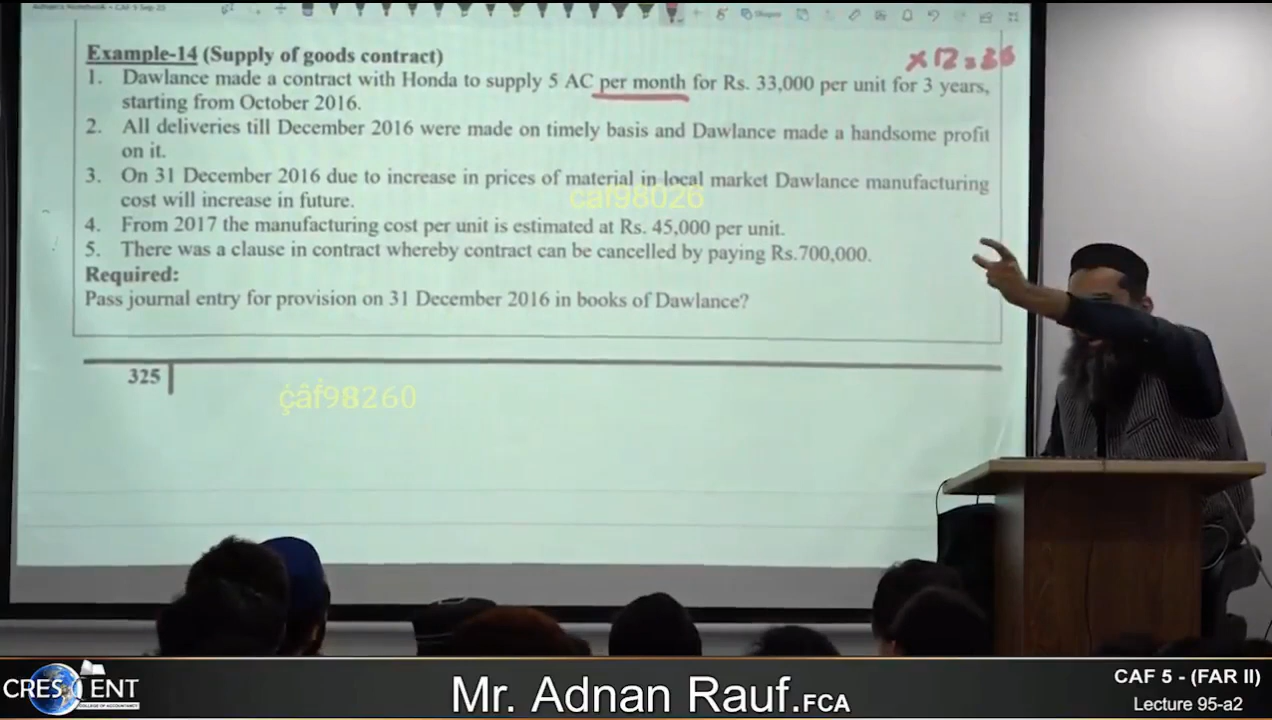 × 12 = 36
Example-14 (Supply of goods contract)
1. Dawlance made a contract with Honda to supply 5 AC per month for Rs. 33,000 per unit for 3 years,
starting from October 2016.
2. All deliveries till December 2016 were made on timely basis and Dawlance made a handsome profit
on it.
3. On 31 December 2016 due to increase in prices of material in local market Dawlance manufacturing
cost will increase in future.
caf98026
4. From 2017 the manufacturing cost per unit is estimated at Rs. 45,000 per unit.
5. There was a clause in contract whereby contract can be cancelled by paying Rs.700,000.
Required:
Pass journal entry for provision on 31 December 2016 in books of Dawlance?
325
çâf98260
CRESCENT
COLLEGE OF ACCOUNTANCY
Mr. Adnan Rauf.FCA
CAF 5 - (FAR II)
Lecture 95-a2